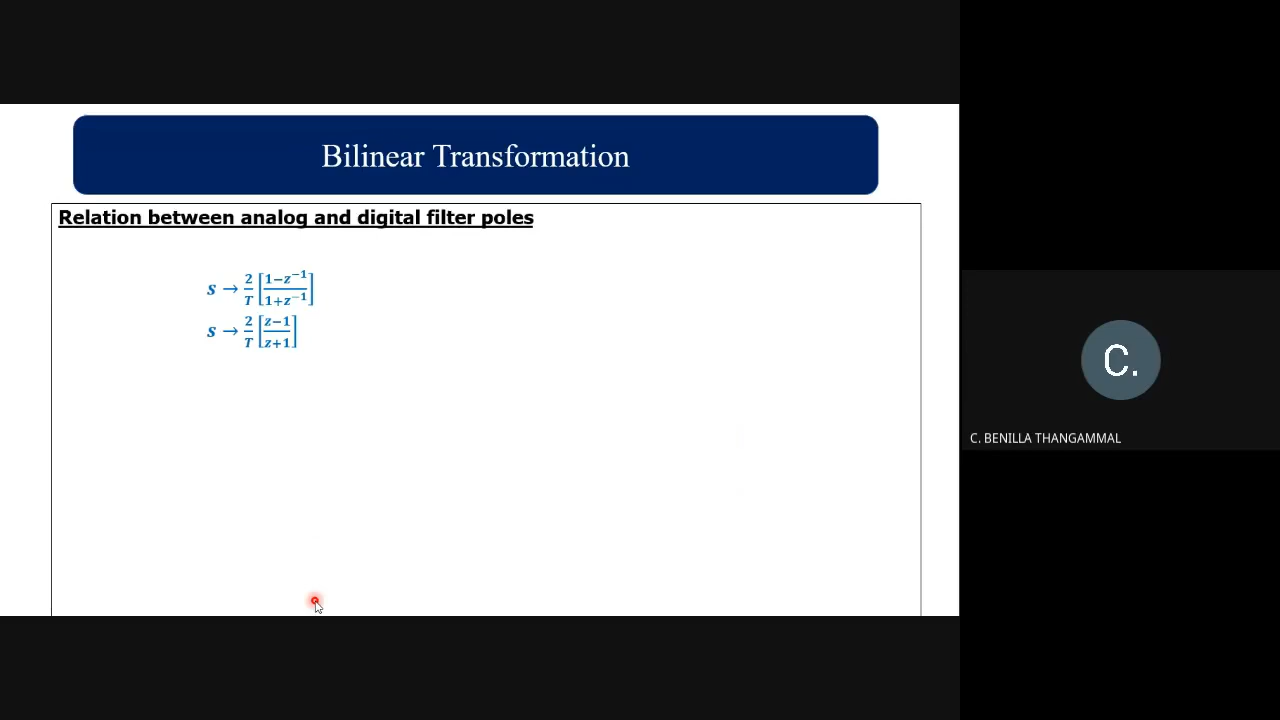 Bilinear Transformation
Relation between analog and digital filter poles
s → 2/T [1−z⁻¹/1+z⁻¹]
s → 2/T [z−1/z+1]
C.
C. BENILLA THANGAMMAL